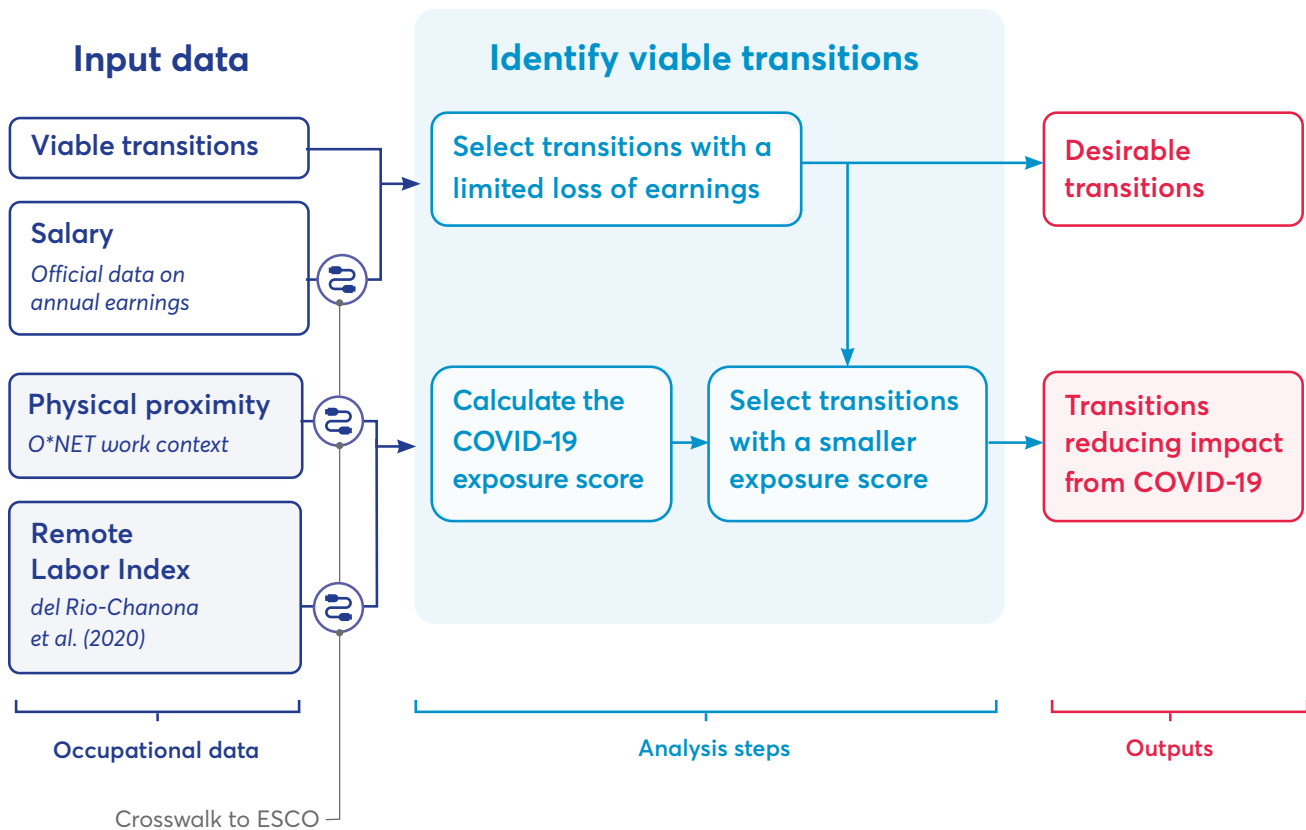 Input data
Viable transitions
Salary
Official data on
annual earnings
Physical proximity
O*NET work context
Remote
Labor Index
del Rio-Chanona
et al. (2020)
Occupational data
Crosswalk to ESCO
Identify viable transitions
Select transitions with a
limited loss of earnings
Calculate the
COVID-19
exposure score
Select transitions
with a smaller
exposure score
Analysis steps
Desirable
transitions
Transitions
reducing impact
from COVID-19
Outputs